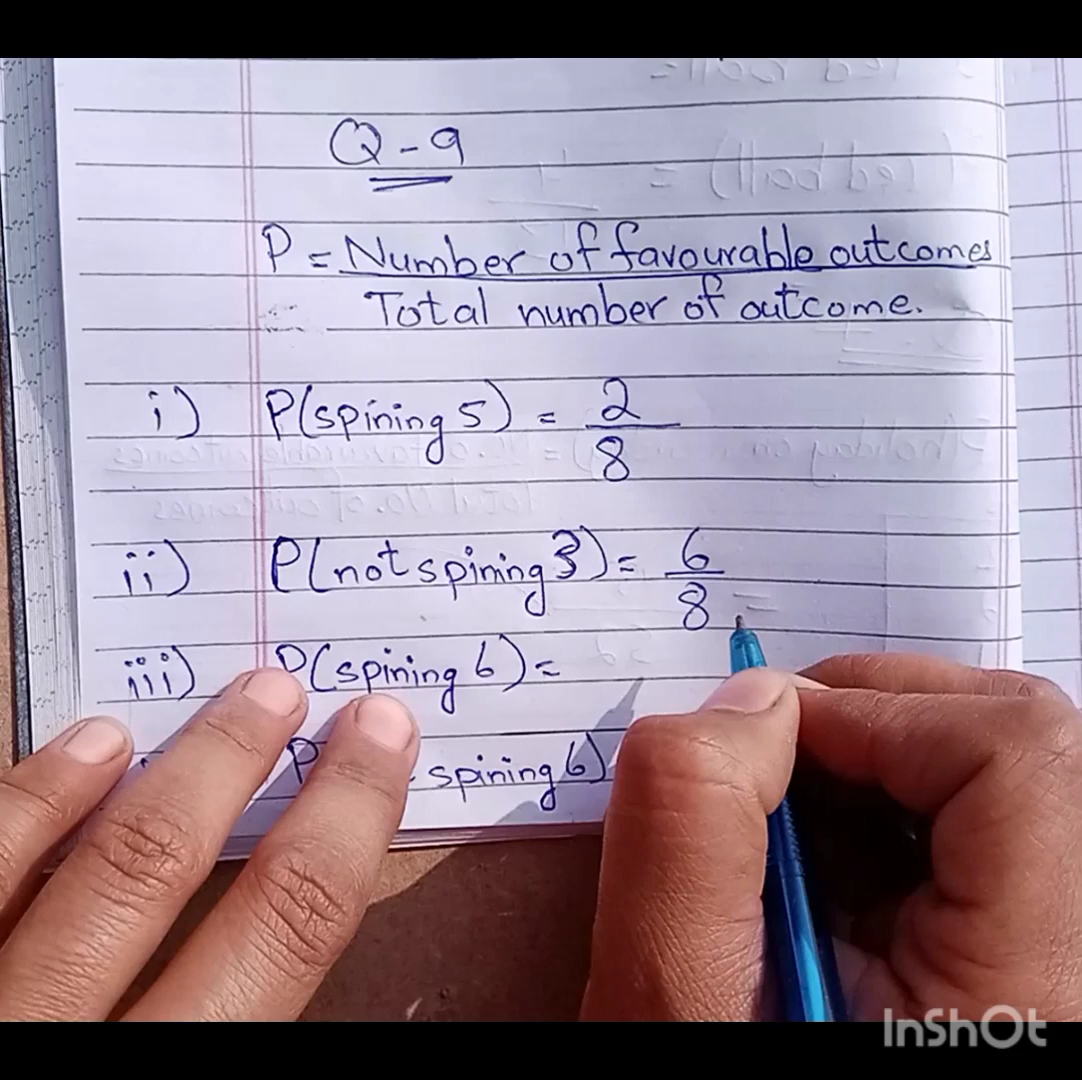 Q-9
P = Number of favourable outcomes
Total number of outcome.
i) P(spining 5) = 2
8
ii) P(not spining 3) = 6
8
iii) P(spining 6) =
P spining 6)
InShOt